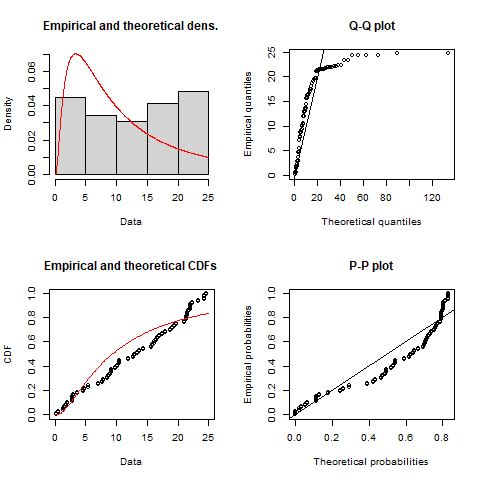 Empirical and theoretical dens.
Density
0.00 0.02 0.04 0.06
0 5 10 15 20 25
Data
Q-Q plot
Empirical quantiles
0 5 10 15 20 25
0 20 40 60 80 120
Theoretical quantiles
Empirical and theoretical CDFs
CDF
0.0 0.2 0.4 0.6 0.8 1.0
0 5 10 15 20 25
Data
P-P plot
Empirical probabilities
0.0 0.2 0.4 0.6 0.8 1.0
0.0 0.2 0.4 0.6 0.8
Theoretical probabilities